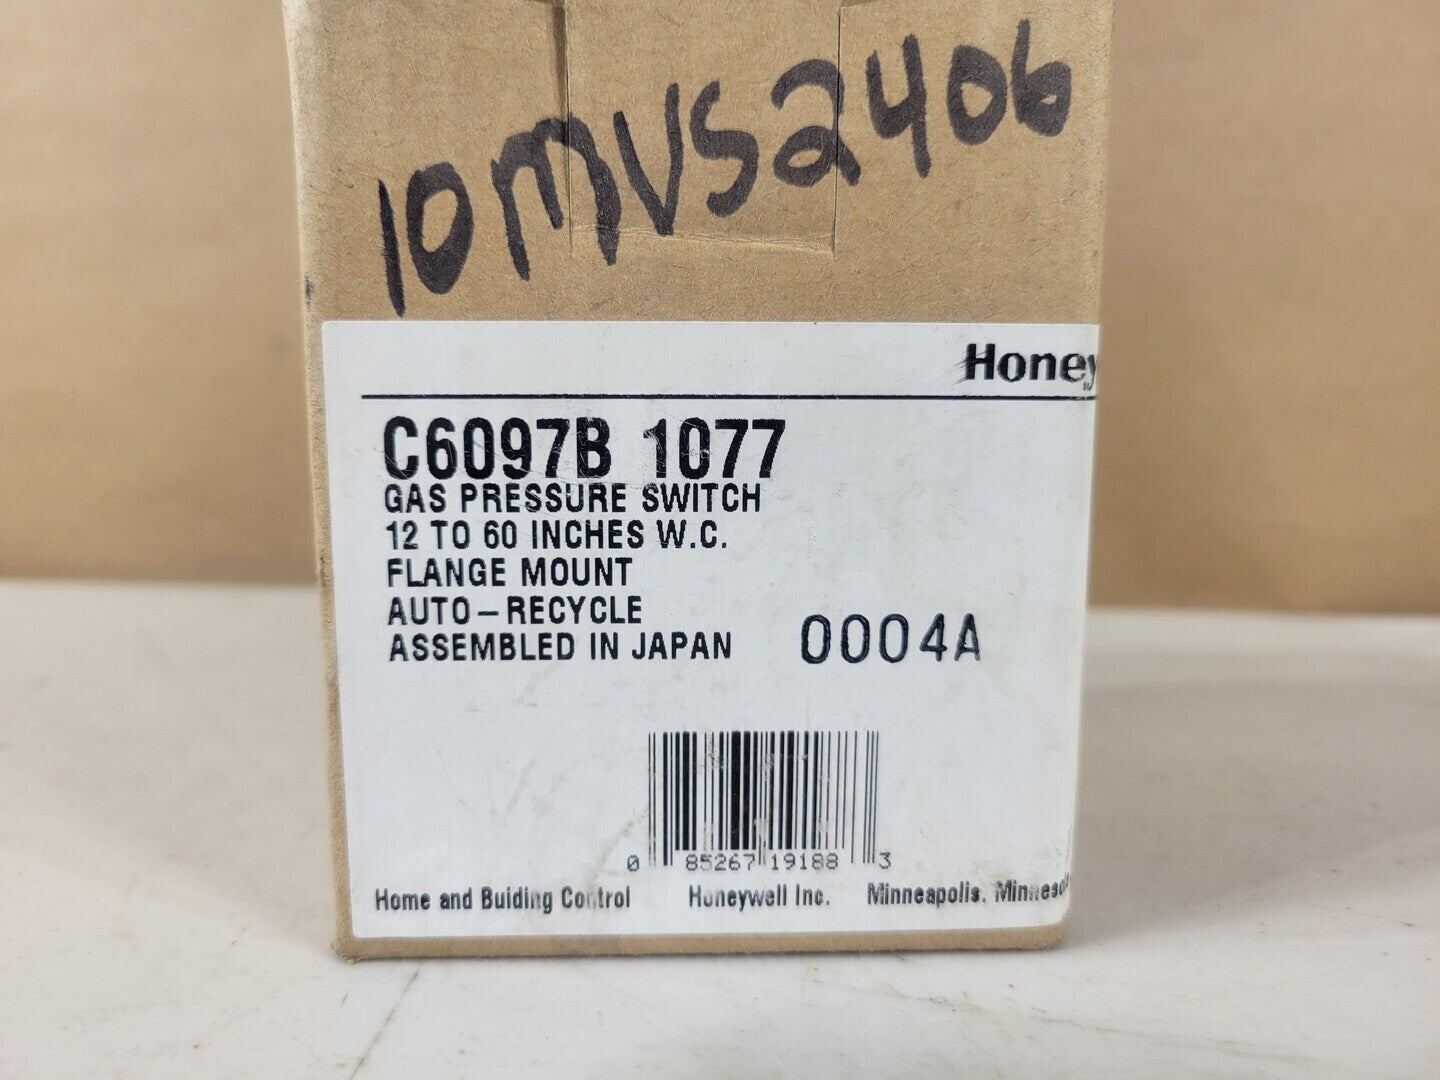 10MVS2406
Honey
C6097B 1077
GAS PRESSURE SWITCH
12 TO 60 INCHES W.C.
FLANGE MOUNT
AUTO-RECYCLE
ASSEMBLED IN JAPAN 0004A
0 85267 19188 3
Home and Buiding Control Honeywell Inc. Minneapolis. Minneso